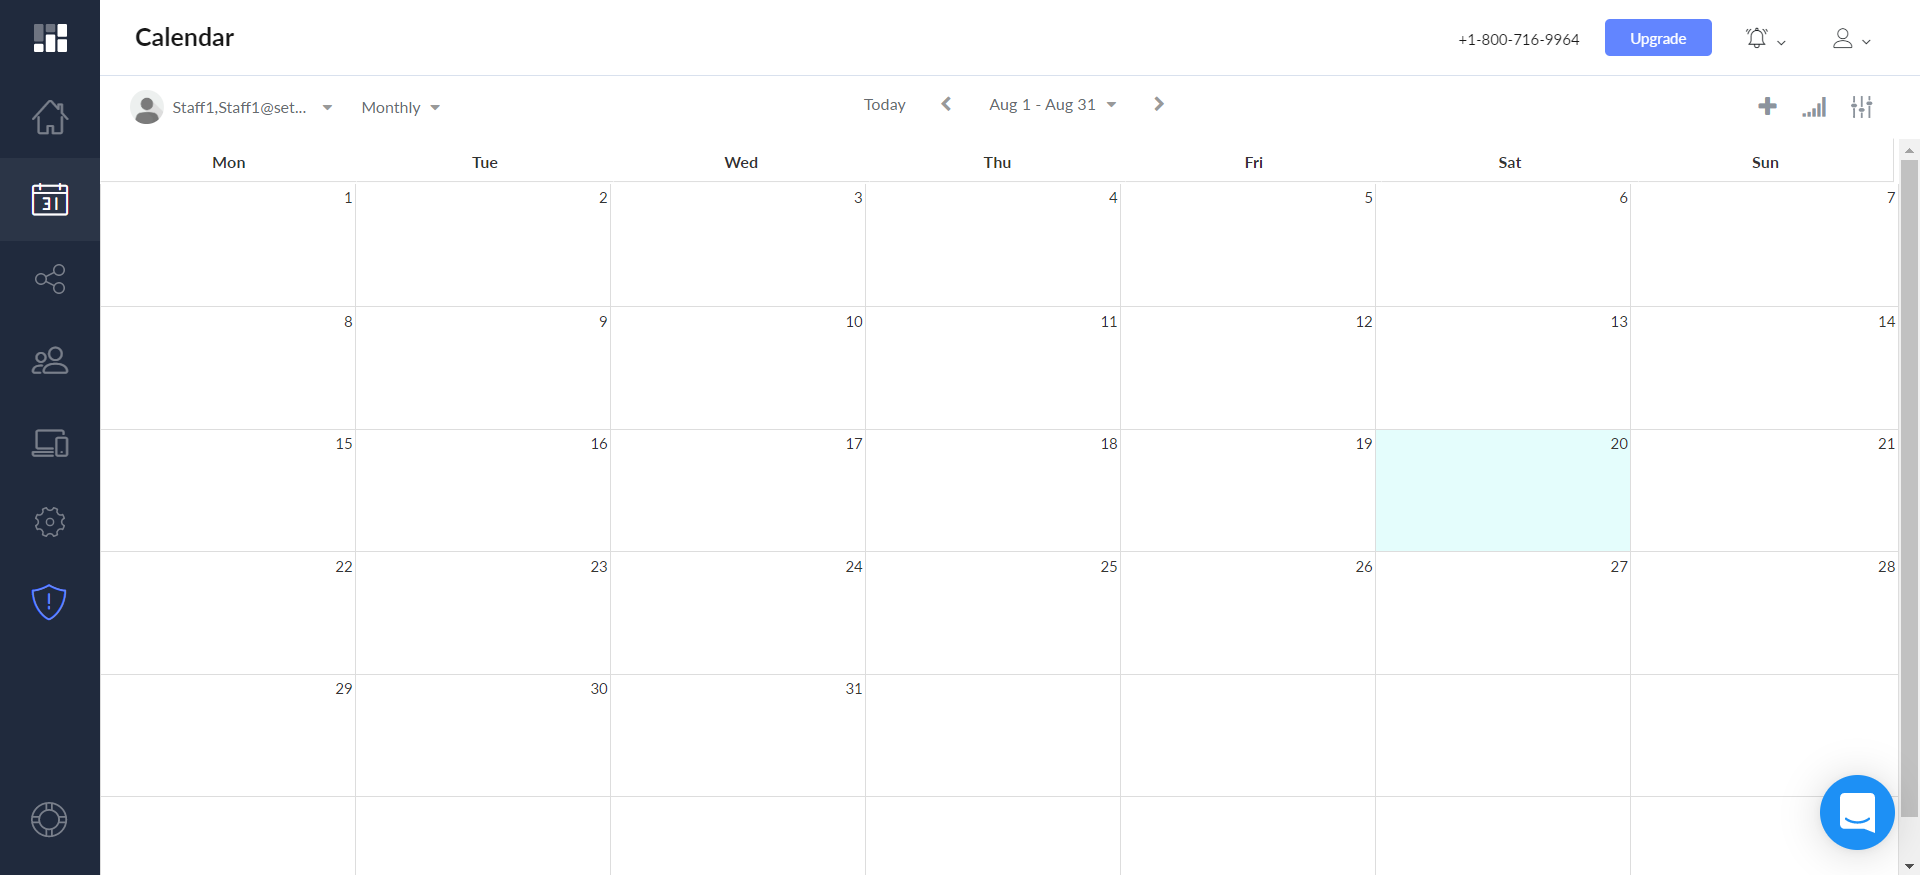 Calendar
+1-800-716-9964
Upgrade
Staff1,Staff1@set...
Monthly
Today
Aug 1 - Aug 31
Mon Tue Wed Thu Fri Sat Sun
1 2 3 4 5 6 7
31
8 9 10 11 12 13 14
15 16 17 18 19 20 21
22 23 24 25 26 27 28
29 30 31